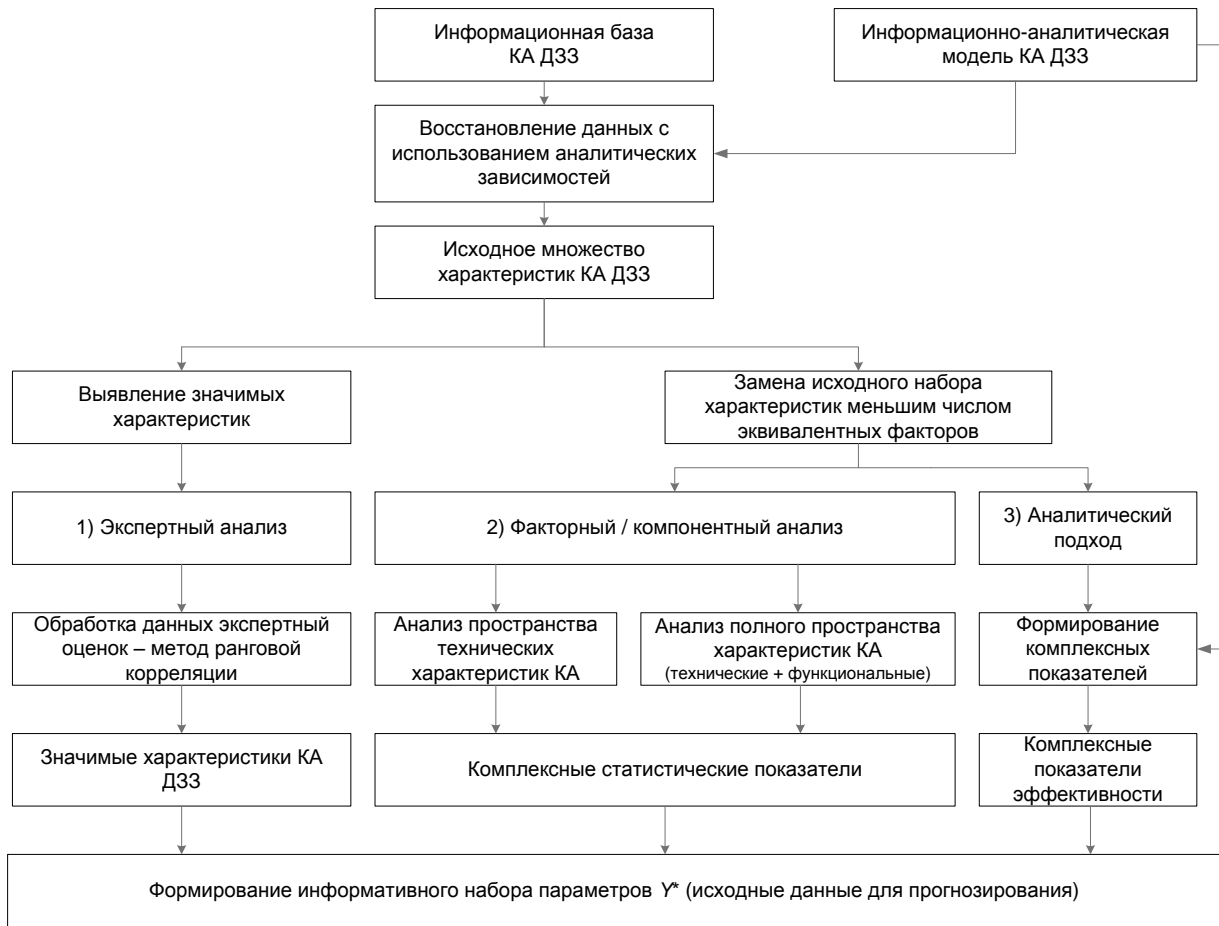 Информационная база
КА ДЗЗ
Информационно-аналитическая
модель КА ДЗЗ
Восстановление данных с
использованием аналитических
зависимостей
Исходное множество
характеристик КА ДЗЗ
Выявление значимых
характеристик
Замена исходного набора
характеристик меньшим числом
эквивалентных факторов
1) Экспертный анализ
2) Факторный / компонентный анализ
3) Аналитический
подход
Обработка данных экспертный
оценок – метод ранговой
корреляции
Анализ пространства
технических
характеристик КА
Анализ полного пространства
характеристик КА
(технические + функциональные)
Формирование
комплексных
показателей
Значимые характеристики КА
ДЗЗ
Комплексные статистические показатели
Комплексные
показатели
эффективности
Формирование информативного набора параметров Y* (исходные данные для прогнозирования)